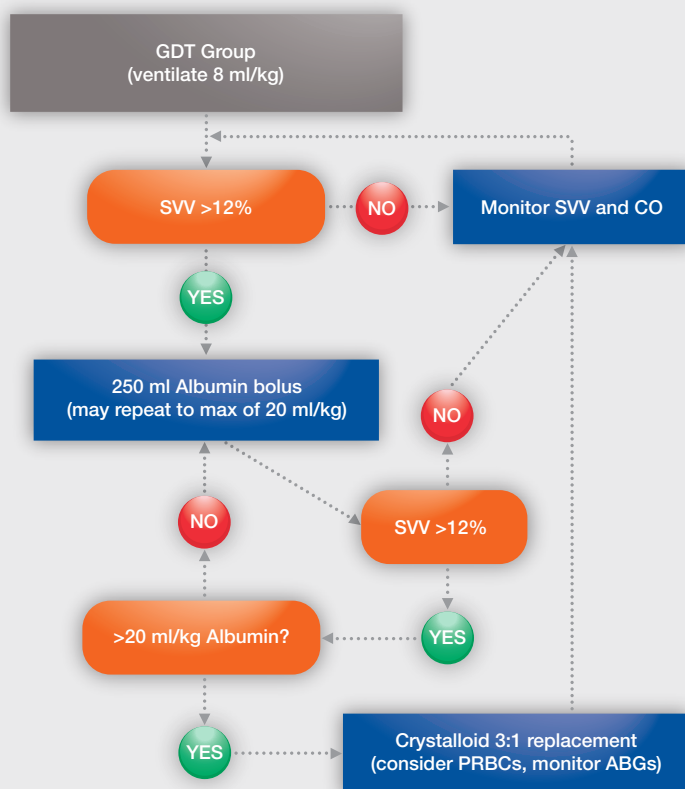 GDT Group
(ventilate 8 ml/kg)
SVV >12%
NO
Monitor SVV and CO
YES
250 ml Albumin bolus
(may repeat to max of 20 ml/kg)
NO
NO
SVV >12%
>20 ml/kg Albumin?
YES
YES
Crystalloid 3:1 replacement
(consider PRBCs, monitor ABGs)